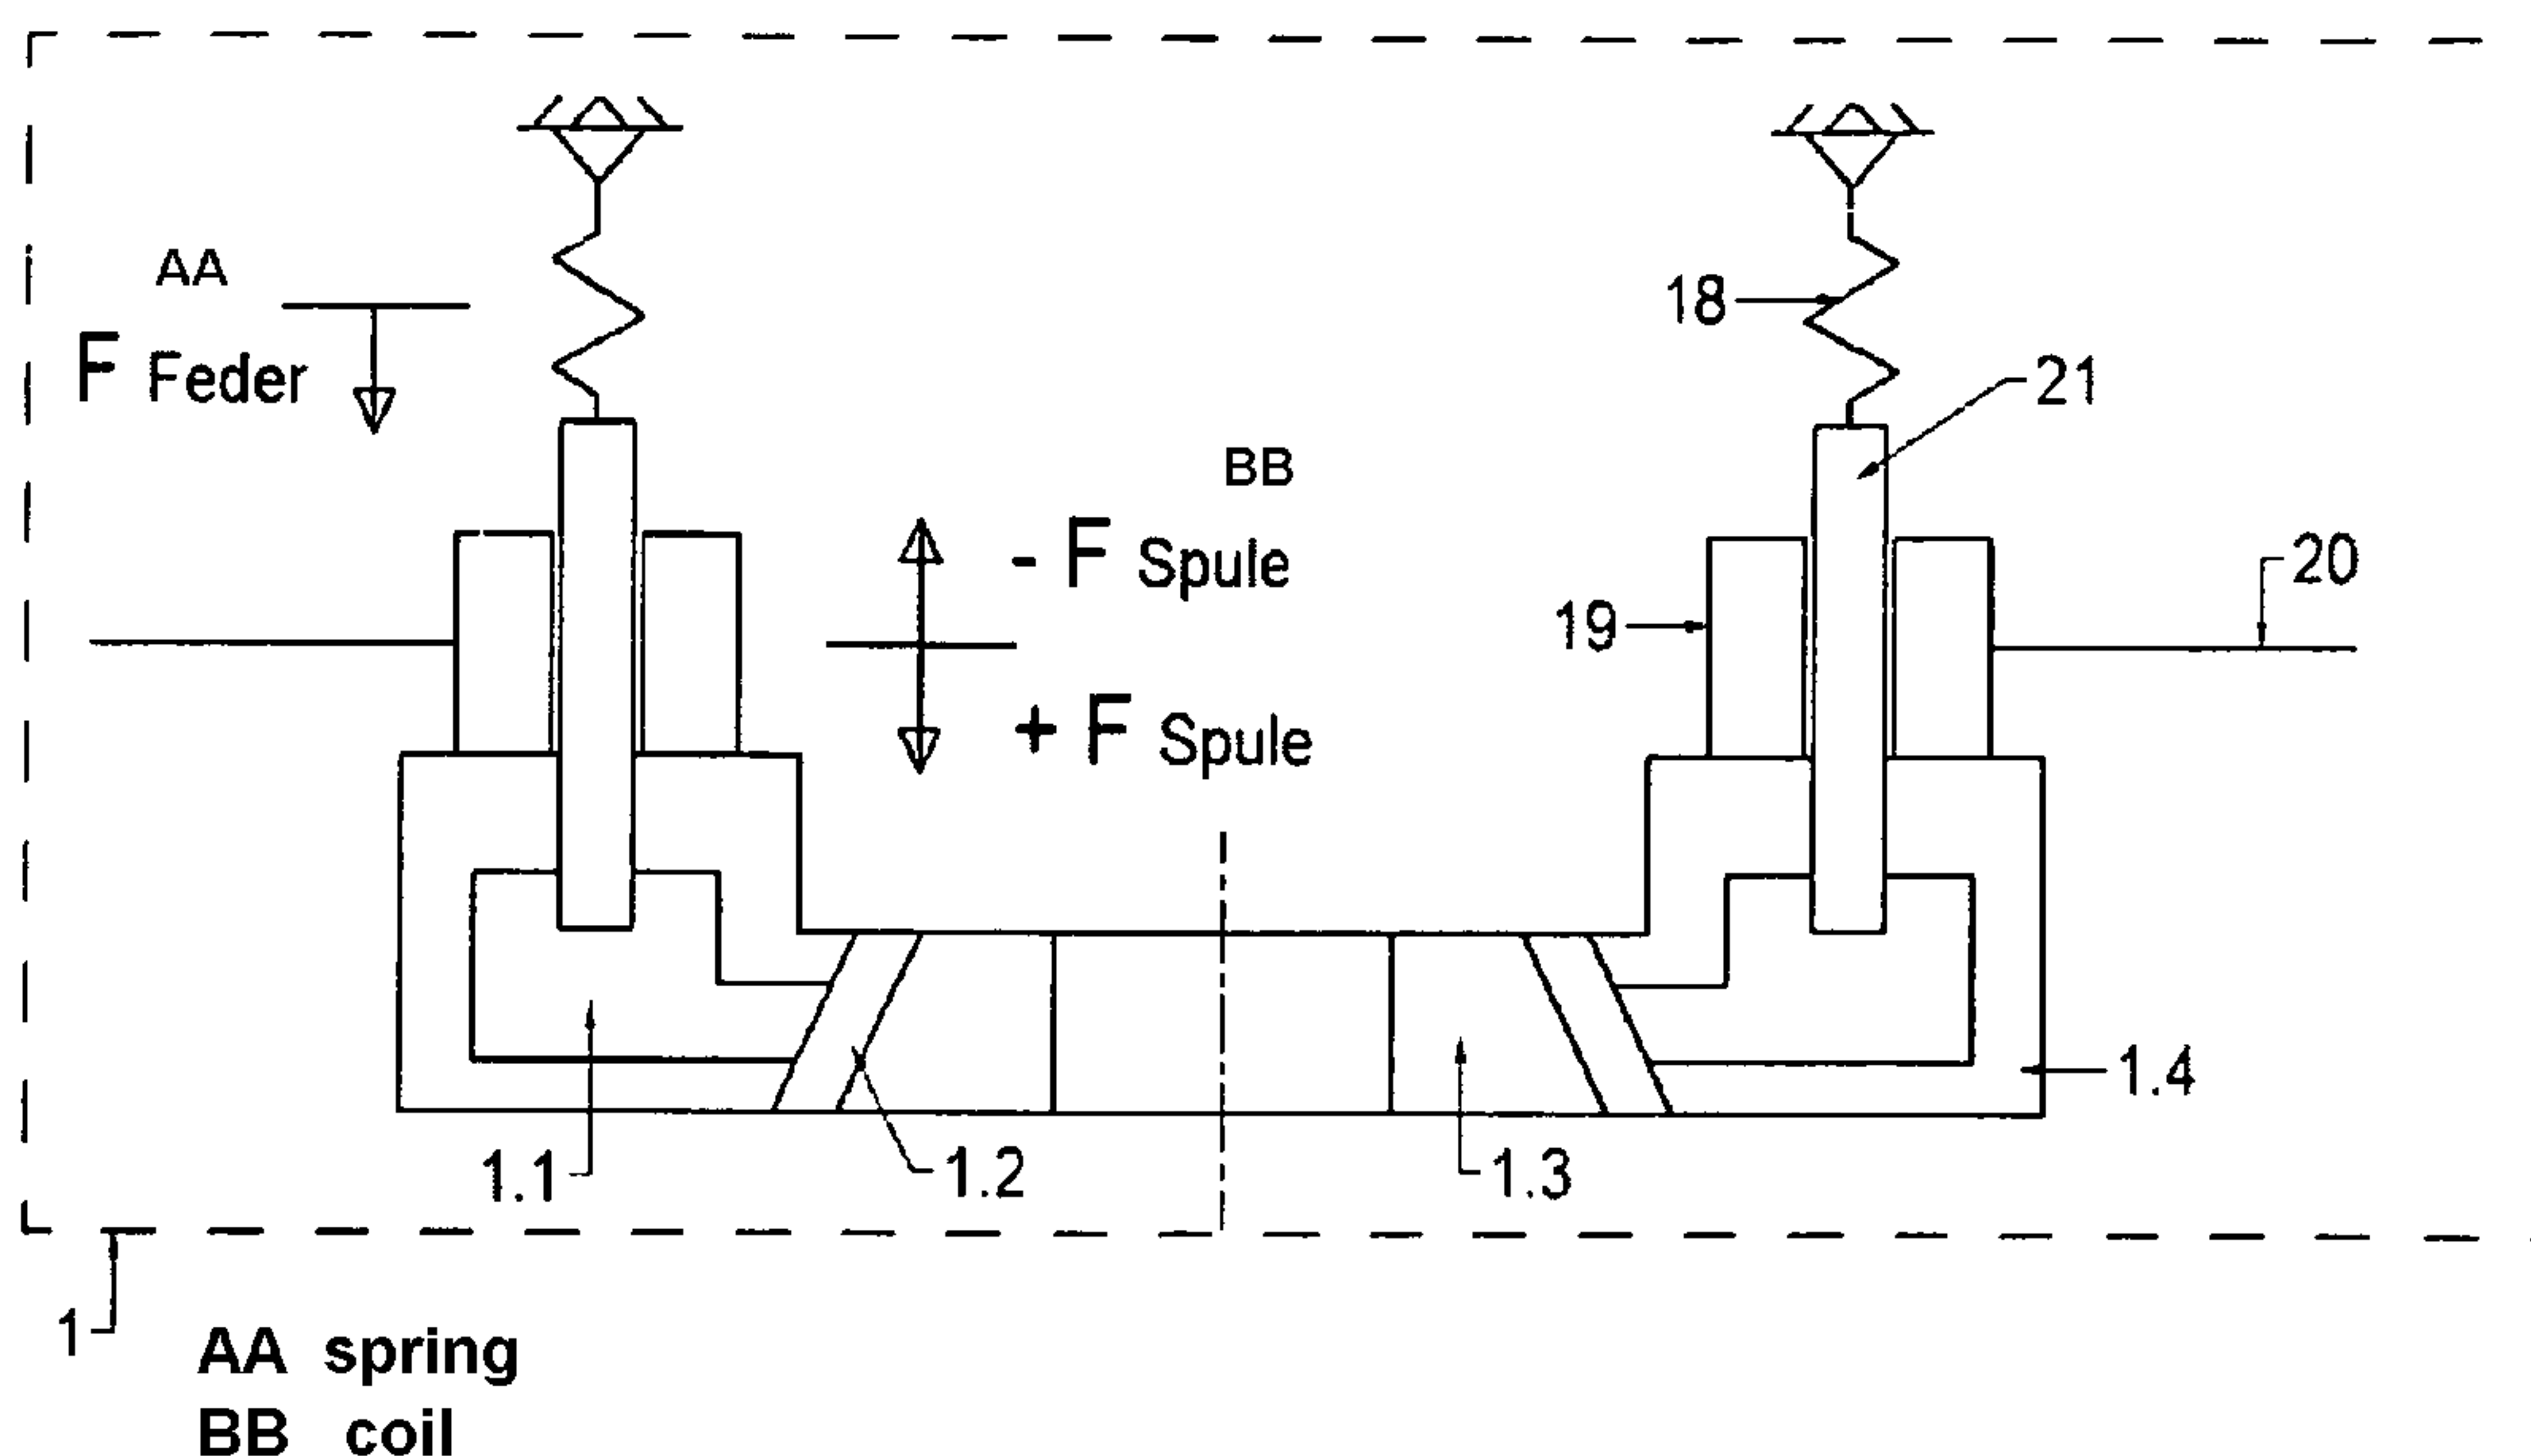 AA
F Feder
18
21
BB
- F Spule
20
19
+ F Spule
1.4
1.1
1.2
1.3
1
AA spring
BB coil